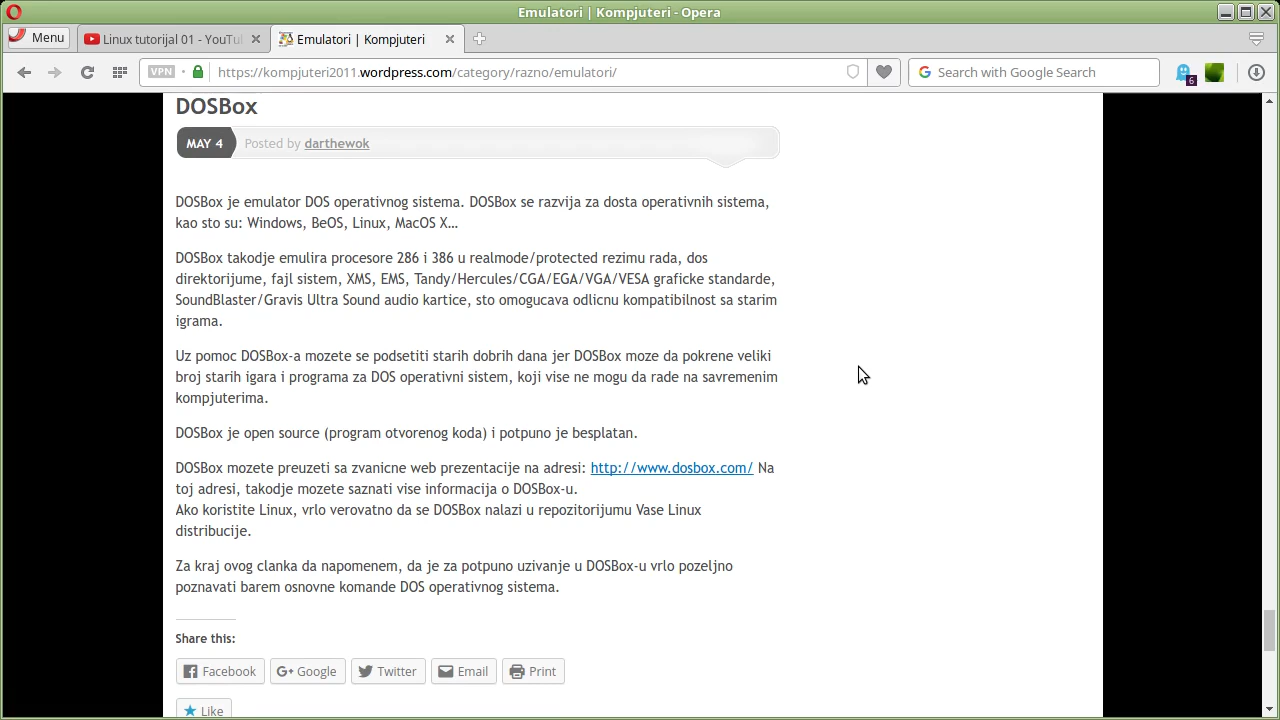 Emulatori | Kompjuteri - Opera
Menu
Linux tutorijal 01 - YouTu
Emulatori | Kompjuteri
VPN
https://kompjuteri2011.wordpress.com/category/razno/emulatori/
Search with Google Search
6
DOSBox
MAY 4
Posted by darthewok
DOSBox je emulator DOS operativnog sistema. DOSBox se razvija za dosta operativnih sistema,
kao sto su: Windows, BeOS, Linux, MacOS X…
DOSBox takodje emulira procesore 286 i 386 u realmode/protected rezimu rada, dos
direktorijume, fajl sistem, XMS, EMS, Tandy/Hercules/CGA/EGA/VGA/VESA graficke standarde,
SoundBlaster/Gravis Ultra Sound audio kartice, sto omogucava odlicnu kompatibilnost sa starim
igrama.
Uz pomoc DOSBox-a mozete se podsetiti starih dobrih dana jer DOSBox moze da pokrene veliki
broj starih igara i programa za DOS operativni sistem, koji vise ne mogu da rade na savremenim
kompjuterima.
DOSBox je open source (program otvorenog koda) i potpuno je besplatan.
DOSBox mozete preuzeti sa zvanicne web prezentacije na adresi: http://www.dosbox.com/ Na
toj adresi, takodje mozete saznati vise informacija o DOSBox-u.
Ako koristite Linux, vrlo verovatno da se DOSBox nalazi u repozitorijumu Vase Linux
distribucije.
Za kraj ovog clanka da napomenem, da je za potpuno uzivanje u DOSBox-u vrlo pozeljno
poznavati barem osnovne komande DOS operativnog sistema.
Share this:
Facebook
Google
Twitter
Email
Print
Like